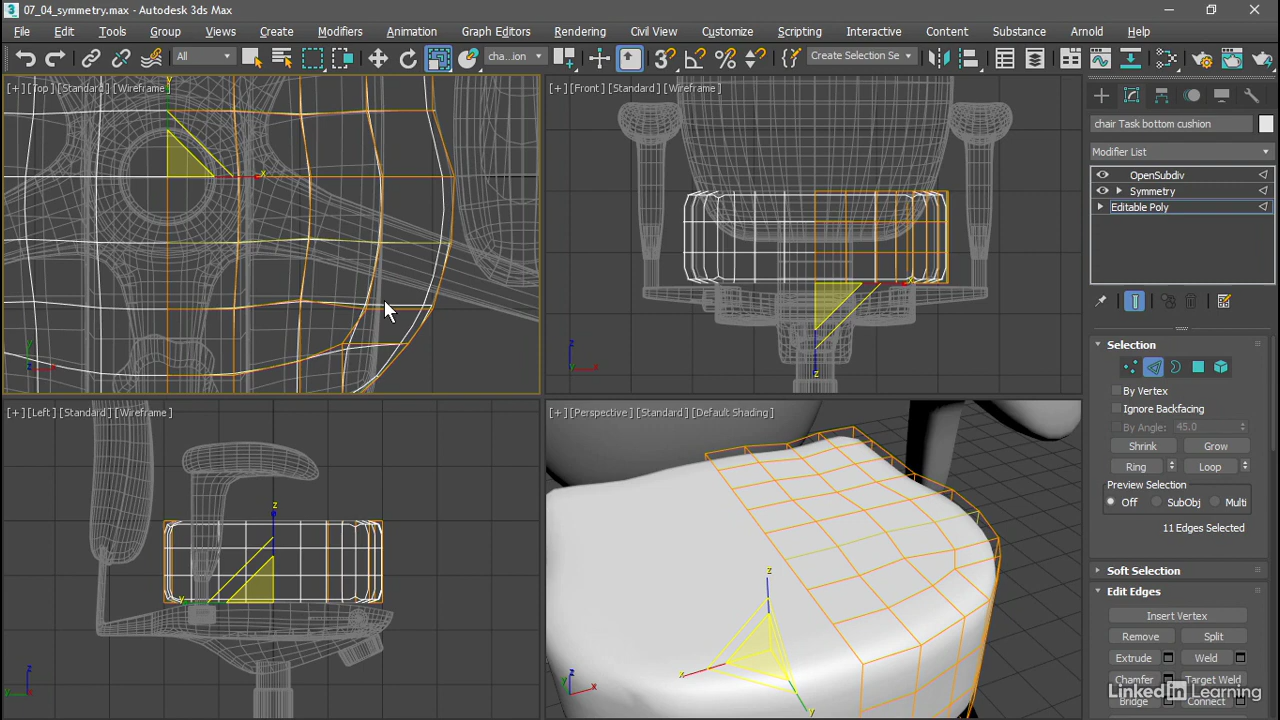 07_04_symmetry.max - Autodesk 3ds Max
File Edit Tools Group Views Create Modifiers Animation Graph Editors Rendering Civil View Customize Scripting Interactive Content Substance Arnold Help
All cha...ion Create Selection Se
[+] [Top] [Standard] [Wireframe]
[+] [Front] [Standard] [Wireframe]
chair Task bottom cushion
Modifier List
OpenSubdiv
Symmetry
Editable Poly
y
x
y
x
z
x
z
z
x
Selection
By Vertex
Ignore Backfacing
By Angle: 45.0
Shrink Grow
Ring Loop
Preview Selection
Off SubObj Multi
11 Edges Selected
Soft Selection
Edit Edges
Insert Vertex
Remove Split
Extrude Weld
Chamfer Target Weld
Bridge Connect
[+] [Left] [Standard] [Wireframe]
[+] [Perspective] [Standard] [Default Shading]
z
y
z
y
z
x
y
z
y
x
LinkedIn Learning